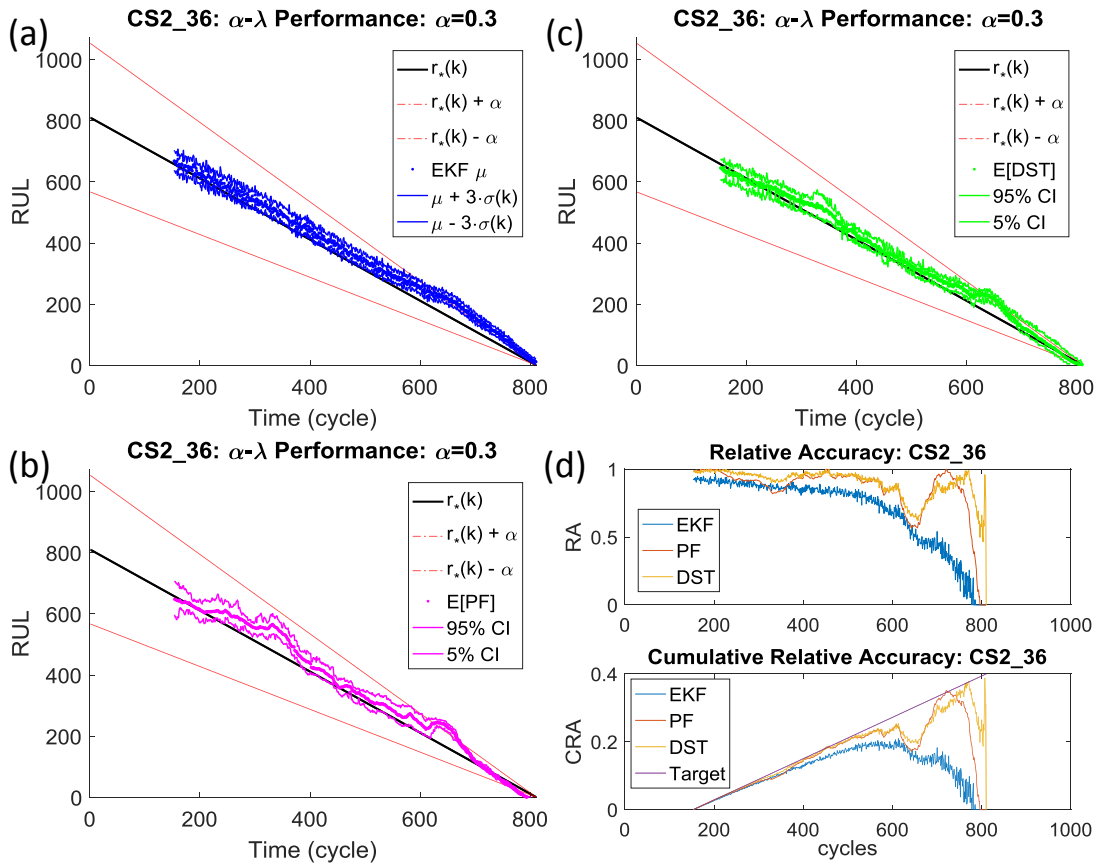 (a)
CS2_36: α-λ Performance: α=0.3
1000
800
600
400
200
0
RUL
r*(k)
r*(k) + α
r*(k) - α
EKF μ
μ + 3·σ(k)
μ - 3·σ(k)
0
200
400
600
800
Time (cycle)
(c)
CS2_36: α-λ Performance: α=0.3
1000
800
600
400
200
0
RUL
r*(k)
r*(k) + α
r*(k) - α
E[DST]
95% CI
5% CI
0
200
400
600
800
Time (cycle)
(b)
CS2_36: α-λ Performance: α=0.3
1000
800
600
400
200
0
RUL
r*(k)
r*(k) + α
r*(k) - α
E[PF]
95% CI
5% CI
0
200
400
600
800
Time (cycle)
(d)
Relative Accuracy: CS2_36
1
0.5
0
RA
EKF
PF
DST
0
200
400
600
800
1000
Cumulative Relative Accuracy: CS2_36
0.4
0.2
0
CRA
EKF
PF
DST
Target
0
200
400
600
800
1000
cycles